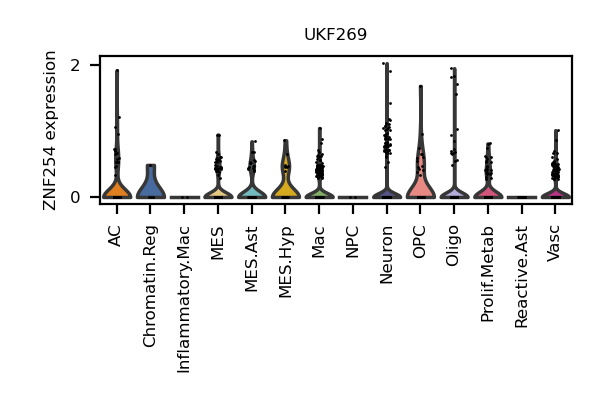 UKF269
ZNF254 expression
2
0
AC
Chromatin.Reg
Inflammatory.Mac
MES
MES.Ast
MES.Hyp
Mac
NPC
Neuron
OPC
Oligo
Prolif.Metab
Reactive.Ast
Vasc